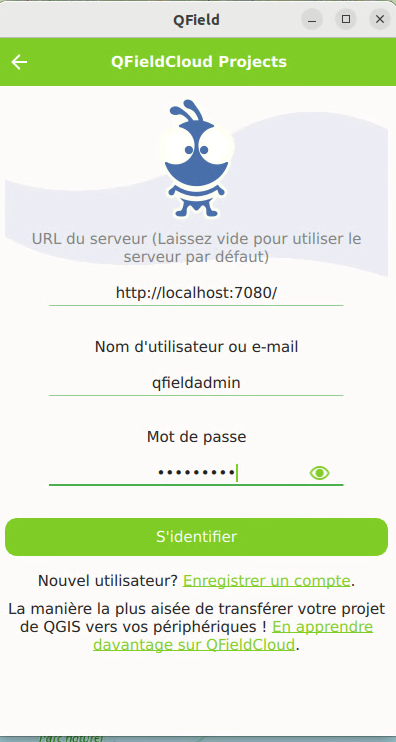 QField
QFieldCloud Projects
URL du serveur (Laissez vide pour utiliser le
serveur par défaut)
http://localhost:7080/
Nom d'utilisateur ou e-mail
qfieldadmin
Mot de passe
•••••••••
S'identifier
Nouvel utilisateur? Enregistrer un compte.
La manière la plus aisée de transférer votre projet
de QGIS vers vos périphériques ! En apprendre
davantage sur QFieldCloud.
Parc naturel